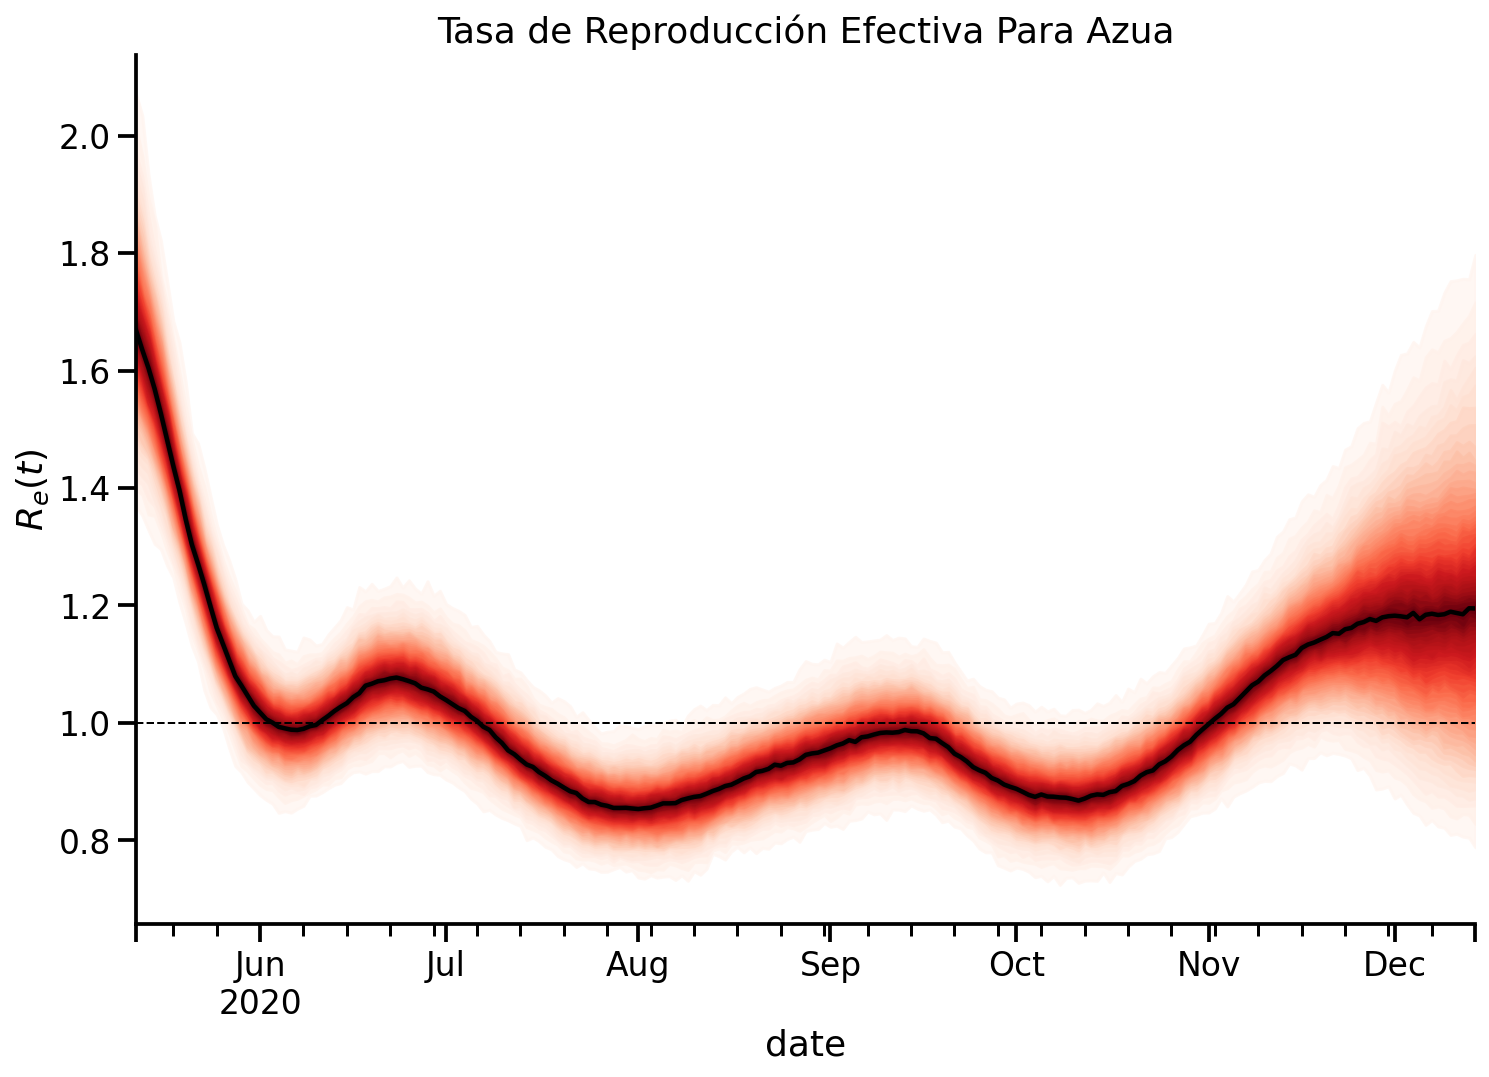 Tasa de Reproducción Efectiva Para Azua
2.0
1.8
1.6
1.4
1.2
1.0
0.8
Rₑ(t)
Jun Jul Aug Sep Oct Nov Dec
2020
date